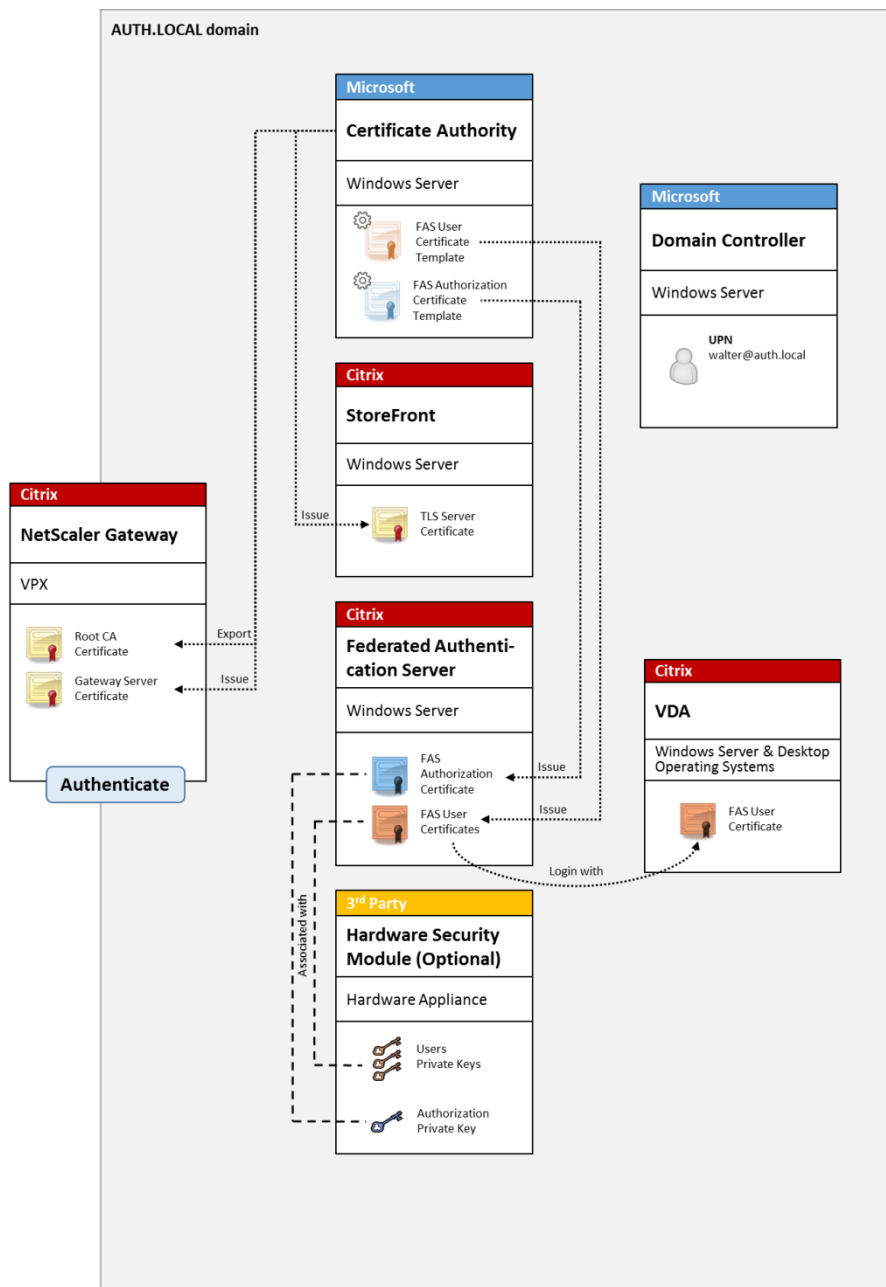 AUTH.LOCAL domain
Microsoft
Certificate Authority
Windows Server
FAS User
Certificate
Template
FAS Authorization
Certificate
Template
Microsoft
Domain Controller
Windows Server
UPN
walter@auth.local
Citrix
StoreFront
Windows Server
Issue
TLS Server
Certificate
Citrix
NetScaler Gateway
VPX
Root CA
Certificate
Export
Gateway Server
Certificate
Issue
Authenticate
Citrix
Federated Authenti-
cation Server
Windows Server
FAS
Authorization
Certificate
Issue
FAS User
Certificates
Issue
Login with
Citrix
VDA
Windows Server & Desktop
Operating Systems
FAS User
Certificate
Associated with
3rd Party
Hardware Security
Module (Optional)
Hardware Appliance
Users
Private Keys
Authorization
Private Key